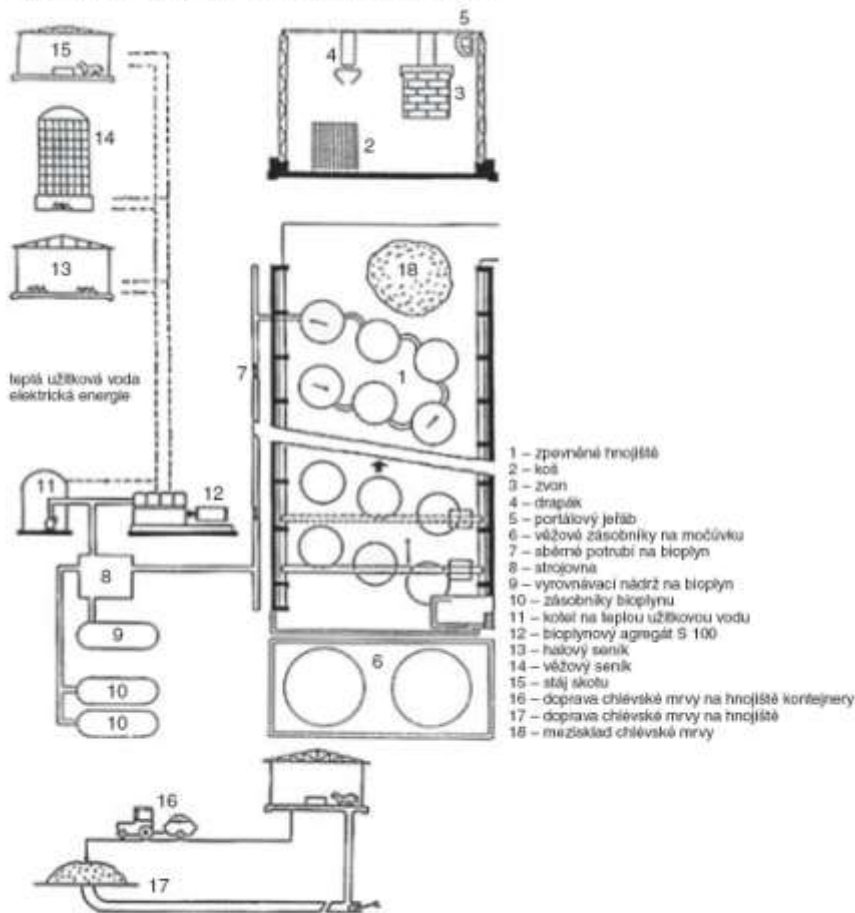 15
14
13
teplá užitková voda
elektrická energie
5
4
3
2
18
7
1
11
12
8
9
10
10
6
1 – zpevněné hnojiště
2 – koš
3 – zvon
4 – drapák
5 – portálový jeřáb
6 – věžové zásobníky na močůvku
7 – sběrné potrubí na bioplyn
8 – strojovna
9 – vyrovnávací nádrž na bioplyn
10 – zásobníky bioplynu
11 – kotel na teplou užitkovou vodu
12 – bioplynový agregát S 100
13 – halový seník
14 – věžový seník
15 – stáj skotu
16 – doprava chlévské mrvy na hnojiště kontejnery
17 – doprava chlévské mrvy na hnojiště
18 – mezisklad chlévské mrvy
16
17